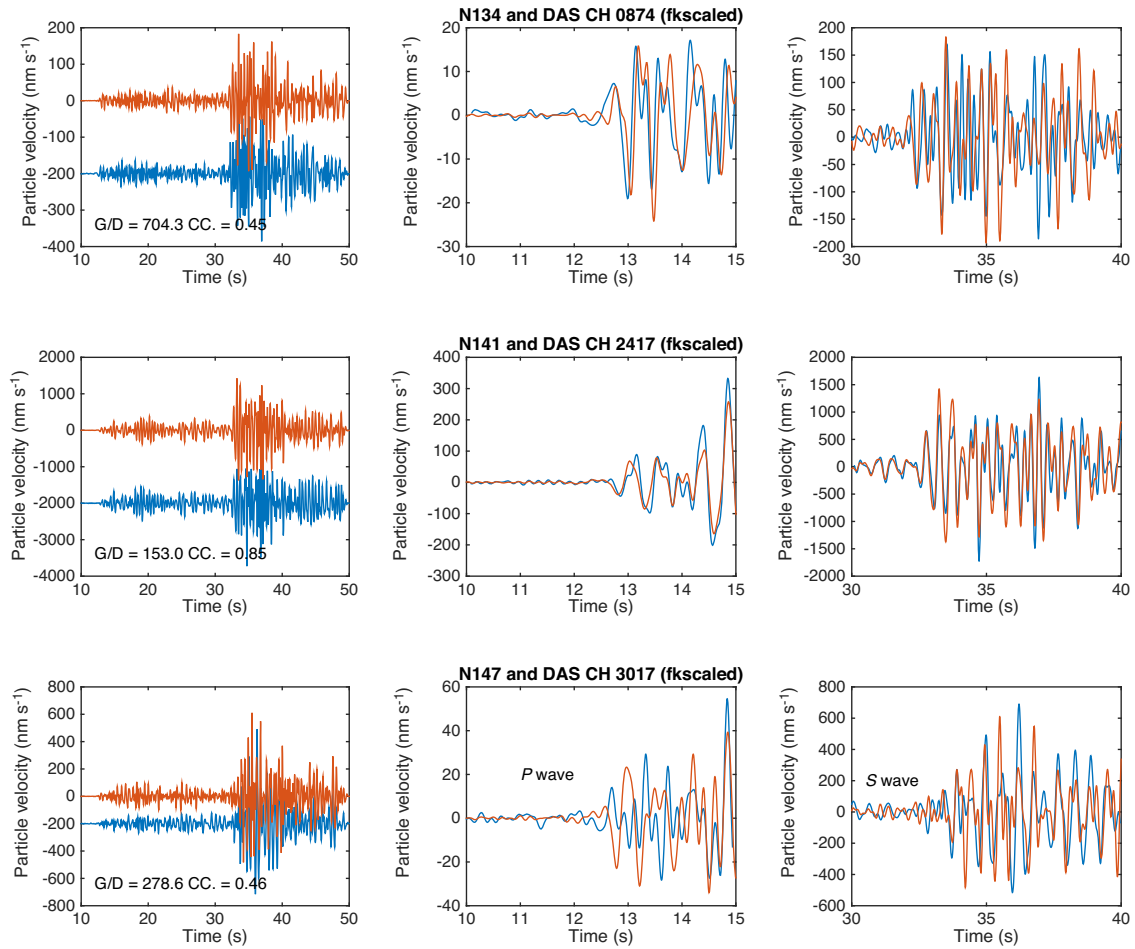 N134 and DAS CH 0874 (fkscaled)
Particle velocity (nm s-1)
200
100
0
-100
-200
-300
-400
G/D = 704.3 CC. = 0.45
10 20 30 40 50
Time (s)
Particle velocity (nm s-1)
20
10
0
-10
-20
-30
10 11 12 13 14 15
Time (s)
Particle velocity (nm s-1)
200
150
100
50
0
-50
-100
-150
-200
30 35 40
Time (s)
N141 and DAS CH 2417 (fkscaled)
Particle velocity (nm s-1)
2000
1000
0
-1000
-2000
-3000
-4000
G/D = 153.0 CC. = 0.85
10 20 30 40 50
Time (s)
Particle velocity (nm s-1)
400
300
200
100
0
-100
-200
-300
10 11 12 13 14 15
Time (s)
Particle velocity (nm s-1)
2000
1500
1000
500
0
-500
-1000
-1500
-2000
30 35 40
Time (s)
N147 and DAS CH 3017 (fkscaled)
Particle velocity (nm s-1)
800
600
400
200
0
-200
-400
-600
-800
G/D = 278.6 CC. = 0.46
10 20 30 40 50
Time (s)
Particle velocity (nm s-1)
60
40
20
0
-20
-40
P wave
10 11 12 13 14 15
Time (s)
Particle velocity (nm s-1)
800
600
400
200
0
-200
-400
-600
S wave
30 35 40
Time (s)